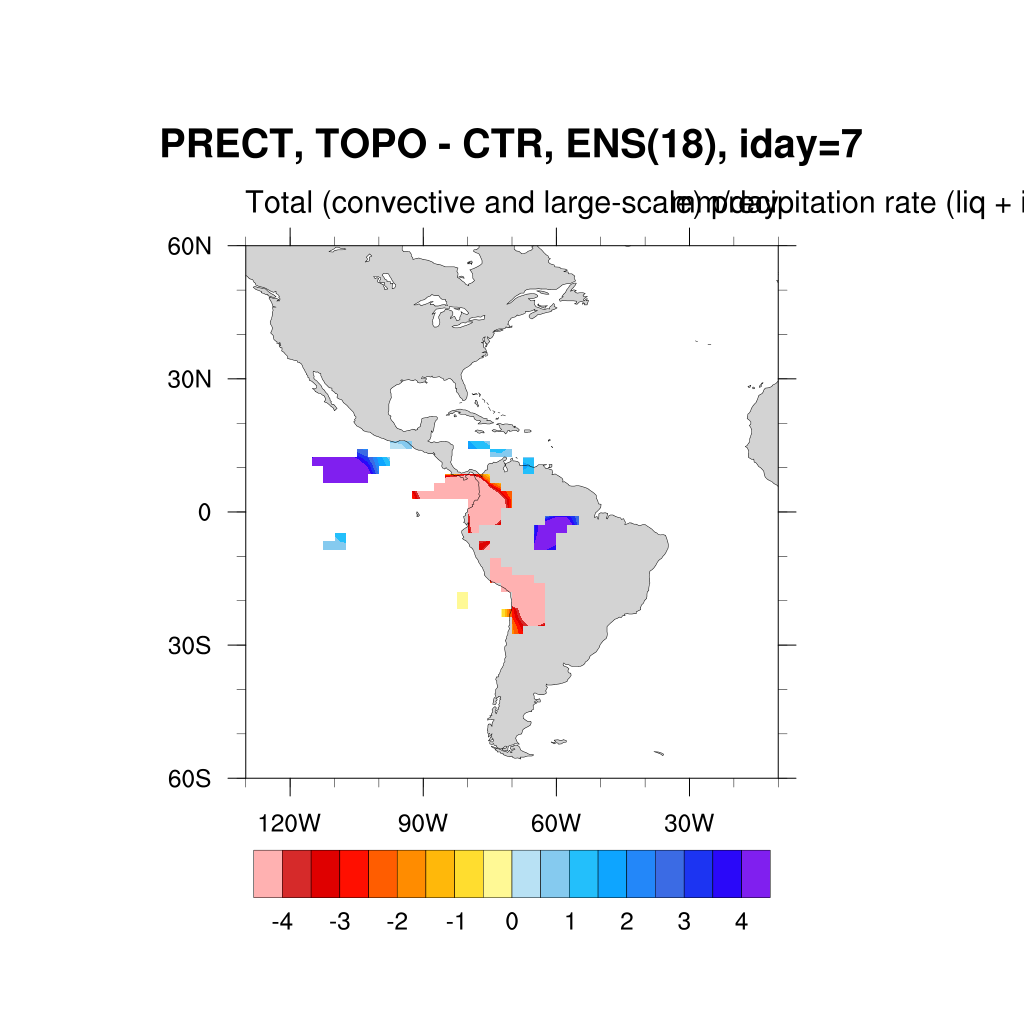 PRECT, TOPO - CTR, ENS(18), iday=7
Total (convective and large-scale) precipitation rate (liq + i
mm/day
60N
30N
0
30S
60S
120W 90W 60W 30W
-4 -3 -2 -1 0 1 2 3 4